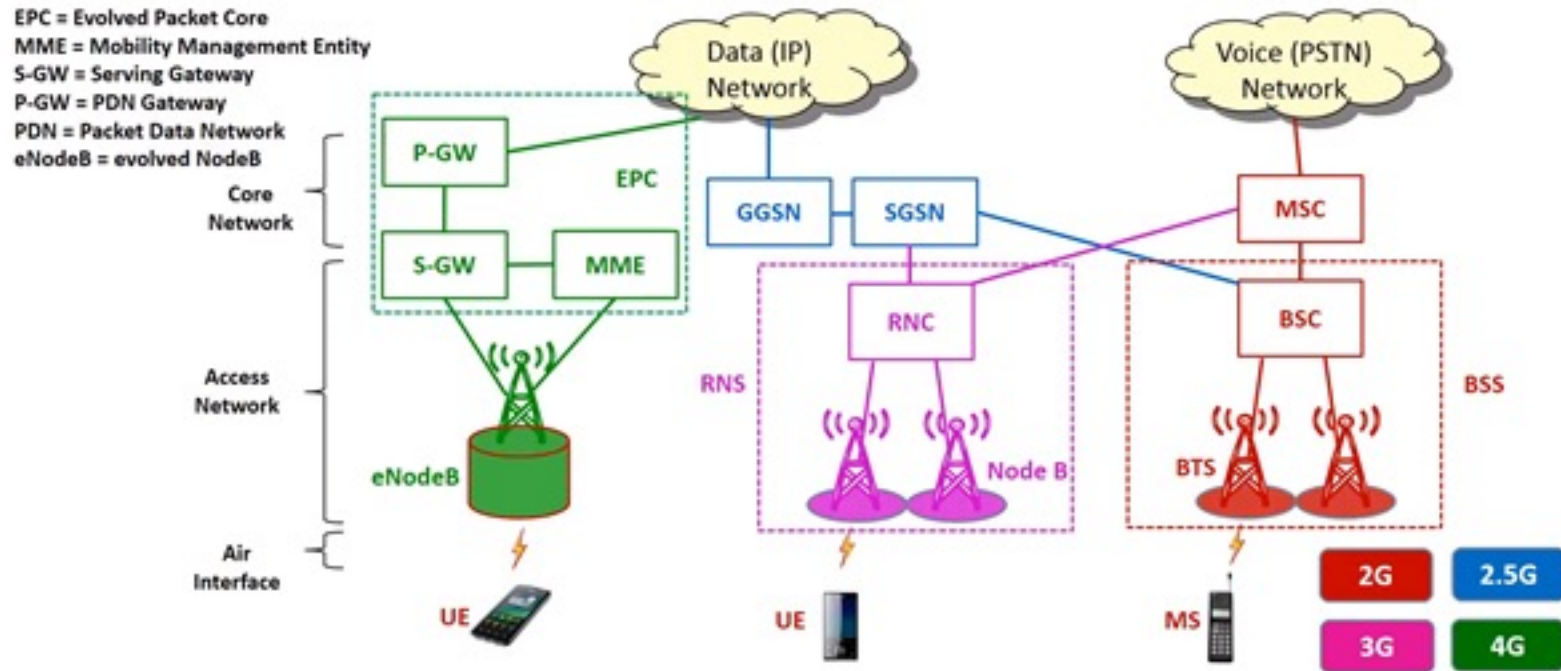 EPC = Evolved Packet Core
MME = Mobility Management Entity
S-GW = Serving Gateway
P-GW = PDN Gateway
PDN = Packet Data Network
eNodeB = evolved NodeB
Data (IP)
Network
Voice (PSTN)
Network
Core
Network
P-GW
EPC
S-GW
MME
GGSN
SGSN
MSC
Access
Network
RNC
BSC
RNS
BSS
eNodeB
Node B
BTS
Air
Interface
UE
UE
MS
2G
2.5G
3G
4G